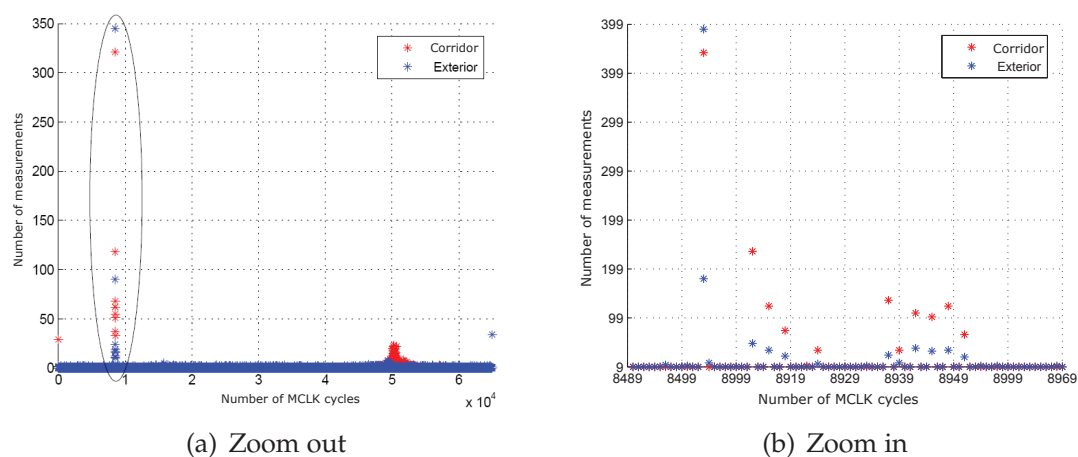 350
300
250
200
150
100
50
0
Number of measurements
Corridor
Exterior
0 1 2 3 4 5 6
x 10⁴
Number of MCLK cycles
(a) Zoom out
399
399
299
299
199
199
99
9
Number of measurements
Corridor
Exterior
8489 8499 8999 8919 8929 8939 8949 8999 8969
Number of MCLK cycles
(b) Zoom in